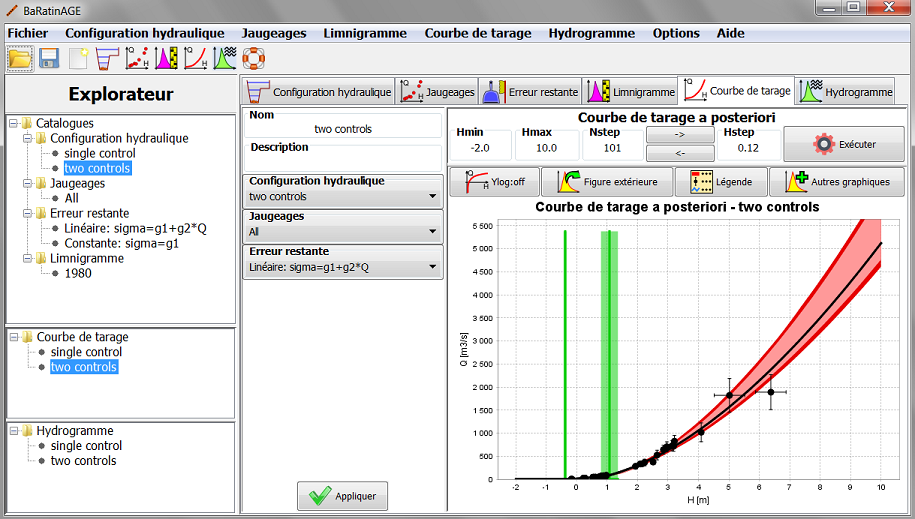 BaRatinAGE
Fichier Configuration hydraulique Jaugeages Limnigramme Courbe de tarage Hydrogramme Options Aide
Explorateur
Catalogues
Configuration hydraulique
single control
two controls
Jaugeages
All
Erreur restante
Linéaire: sigma=g1+g2*Q
Constante: sigma=g1
Limnigramme
1980
Courbe de tarage
single control
two controls
Hydrogramme
single control
two controls
Configuration hydraulique Jaugeages Erreur restante Limnigramme Courbe de tarage Hydrogramme
Nom
two controls
Description
Configuration hydraulique
two controls
Jaugeages
All
Erreur restante
Linéaire: sigma=g1+g2*Q
Appliquer
Courbe de tarage a posteriori
Hmin Hmax Nstep -> Hstep
-2.0 10.0 101 <- 0.12
Exécuter
Ylog:off Figure extérieure Légende Autres graphiques
Courbe de tarage a posteriori - two controls
Q [m3/s]
5 500
5 000
4 500
4 000
3 500
3 000
2 500
2 000
1 500
1 000
500
0
-2 -1 0 1 2 3 4 5 6 7 8 9 10
H [m]